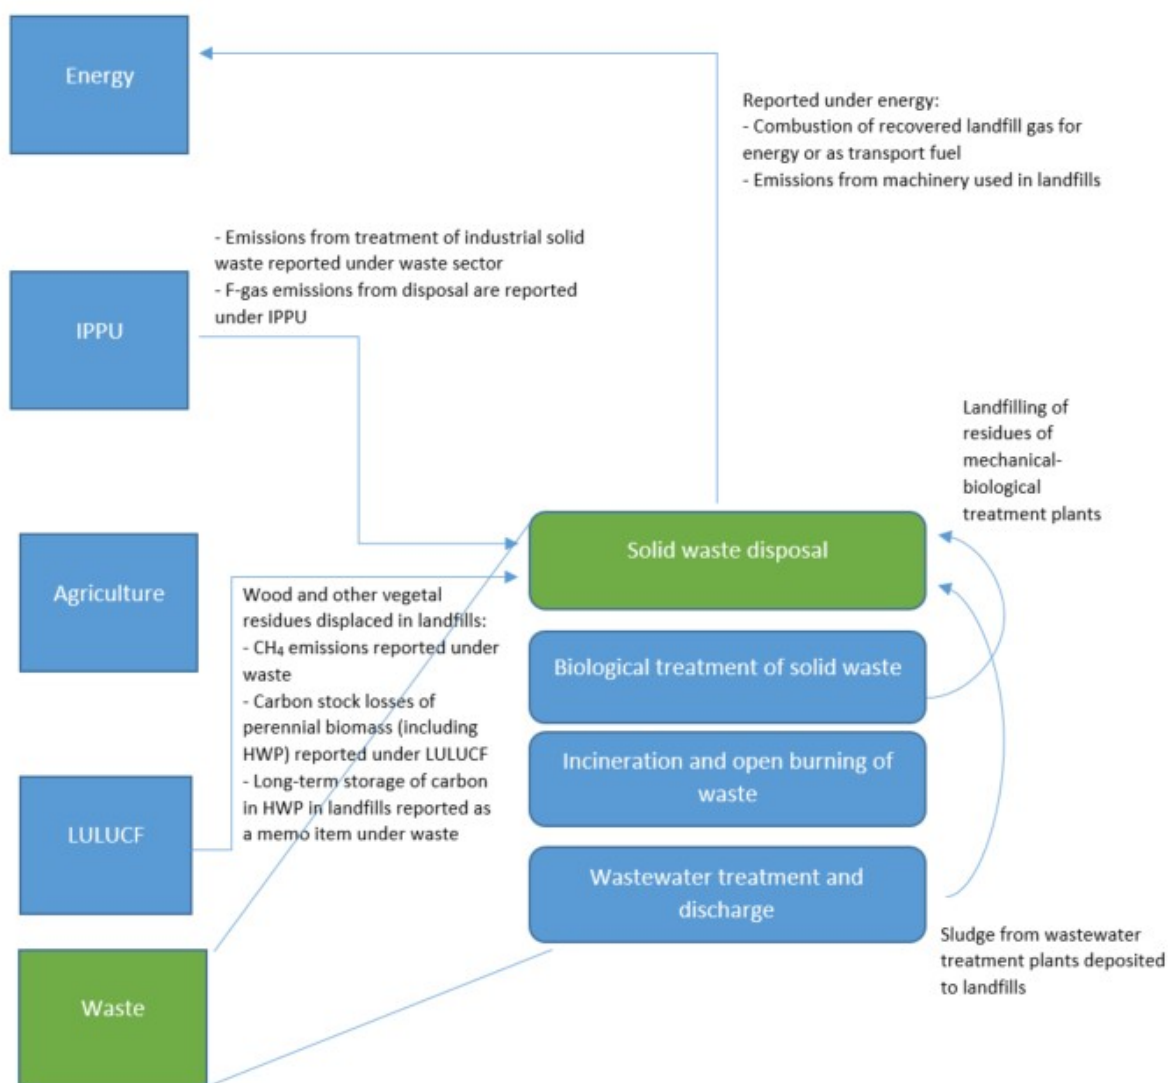 Energy
Reported under energy:
- Combustion of recovered landfill gas for
energy or as transport fuel
- Emissions from machinery used in landfills
- Emissions from treatment of industrial solid
waste reported under waste sector
- F-gas emissions from disposal are reported
under IPPU
IPPU
Landfilling of
residues of
mechanical-
biological
treatment plants
Solid waste disposal
Agriculture
Wood and other vegetal
residues displaced in landfills:
- CH₄ emissions reported under
waste
- Carbon stock losses of
perennial biomass (including
HWP) reported under LULUCF
- Long-term storage of carbon
in HWP in landfills reported as
a memo item under waste
Biological treatment of solid waste
Incineration and open burning of
waste
LULUCF
Wastewater treatment and
discharge
Sludge from wastewater
treatment plants deposited
to landfills
Waste